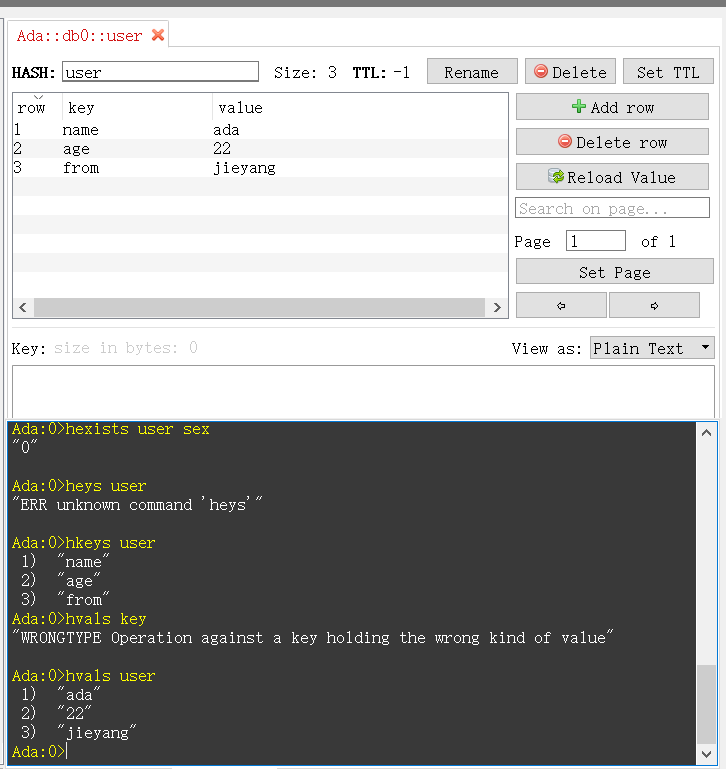 Ada::db0::user
HASH: user Size: 3 TTL: -1 Rename Delete Set TTL
row key value
1 name ada
2 age 22
3 from jieyang
Add row
Delete row
Reload Value
Search on page...
Page 1 of 1
Set Page
Key: size in bytes: 0 View as: Plain Text
Ada:0>hexists user sex
"0"
Ada:0>heys user
"ERR unknown command 'heys'"
Ada:0>hkeys user
1) "name"
2) "age"
3) "from"
Ada:0>hvals key
"WRONGTYPE Operation against a key holding the wrong kind of value"
Ada:0>hvals user
1) "ada"
2) "22"
3) "jieyang"
Ada:0>